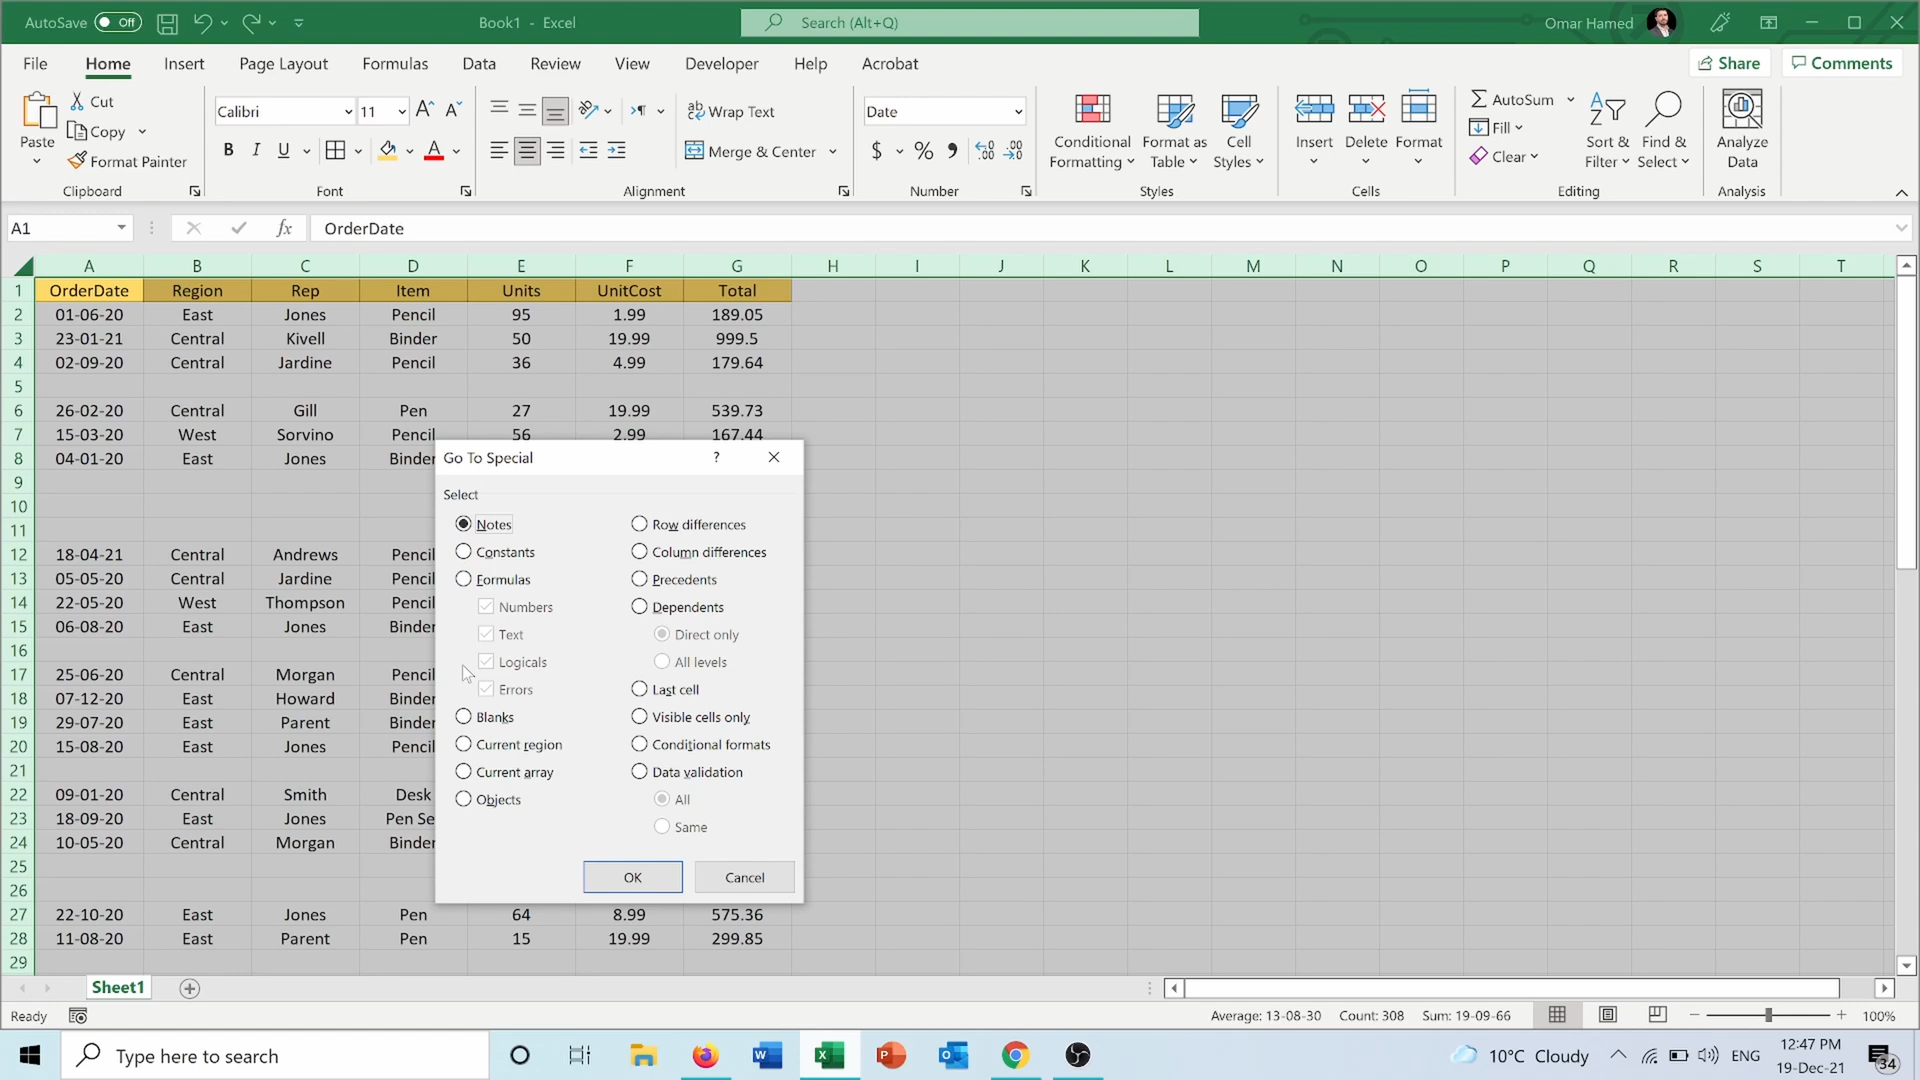 AutoSave Off Book1 - Excel Search (Alt+Q) Omar Hamed
File Home Insert Page Layout Formulas Data Review View Developer Help Acrobat Share Comments
Paste Cut Copy Format Painter
Calibri 11 B I U A
Wrap Text
Merge & Center
Date
$ % 9
Conditional Formatting
Format as Table
Cell Styles
Insert Delete Format
AutoSum
Fill
Clear
Sort & Filter
Find & Select
Analyze Data
Clipboard Font Alignment Number Styles Cells Editing Analysis
A1 fx OrderDate
A B C D E F G H I J K L M N O P Q R S T
1 OrderDate Region Rep Item Units UnitCost Total
2 01-06-20 East Jones Pencil 95 1.99 189.05
3 23-01-21 Central Kivell Binder 50 19.99 999.5
4 02-09-20 Central Jardine Pencil 36 4.99 179.64
5
6 26-02-20 Central Gill Pen 27 19.99 539.73
7 15-03-20 West Sorvino Pencil 56 2.99 167.44
8 04-01-20 East Jones Binder
9
10
11
12 18-04-21 Central Andrews Pencil
13 05-05-20 Central Jardine Pencil
14 22-05-20 West Thompson Pencil
15 06-08-20 East Jones Binder
16
17 25-06-20 Central Morgan Pencil
18 07-12-20 East Howard Binder
19 29-07-20 East Parent Binder
20 15-08-20 East Jones Pencil
21
22 09-01-20 Central Smith Desk
23 18-09-20 East Jones Pen Se
24 10-05-20 Central Morgan Binder
25
26
27 22-10-20 East Jones Pen 64 8.99 575.36
28 11-08-20 East Parent Pen 15 19.99 299.85
29
Go To Special ?
Select
Notes Row differences
Constants Column differences
Formulas Precedents
Numbers Dependents
Text Direct only
Logicals All levels
Errors Last cell
Blanks Visible cells only
Current region Conditional formats
Current array Data validation
Objects All
Same
OK Cancel
Sheet1
Ready Average: 13-08-30 Count: 308 Sum: 19-09-66 100%
Type here to search 10°C Cloudy ENG 12:47 PM
19-Dec-21 34